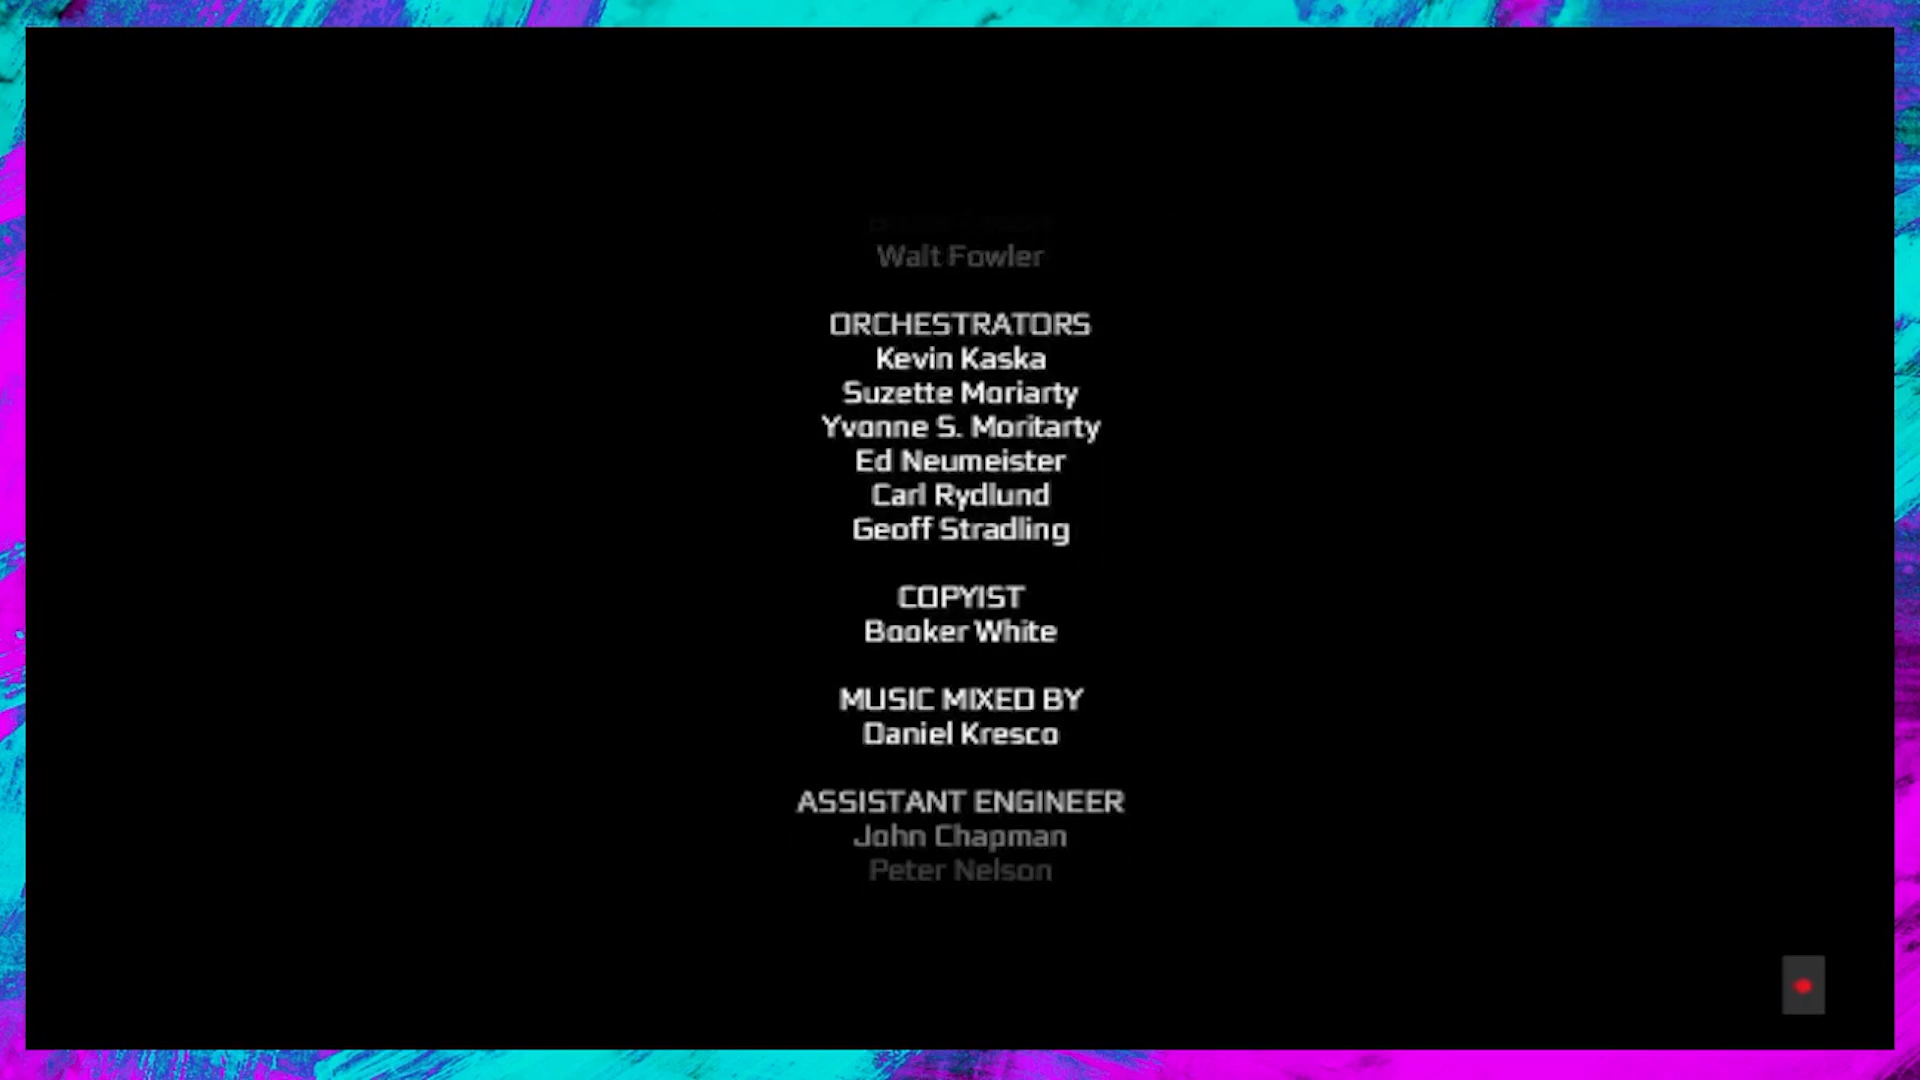 Walt Fowler
ORCHESTRATORS
Kevin Kaska
Suzette Moriarty
Yvonne S. Moritarty
Ed Neumeister
Carl Rydlund
Geoff Stradling
COPYIST
Booker White
MUSIC MIXED BY
Daniel Kresco
ASSISTANT ENGINEER
John Chapman
Peter Nelson